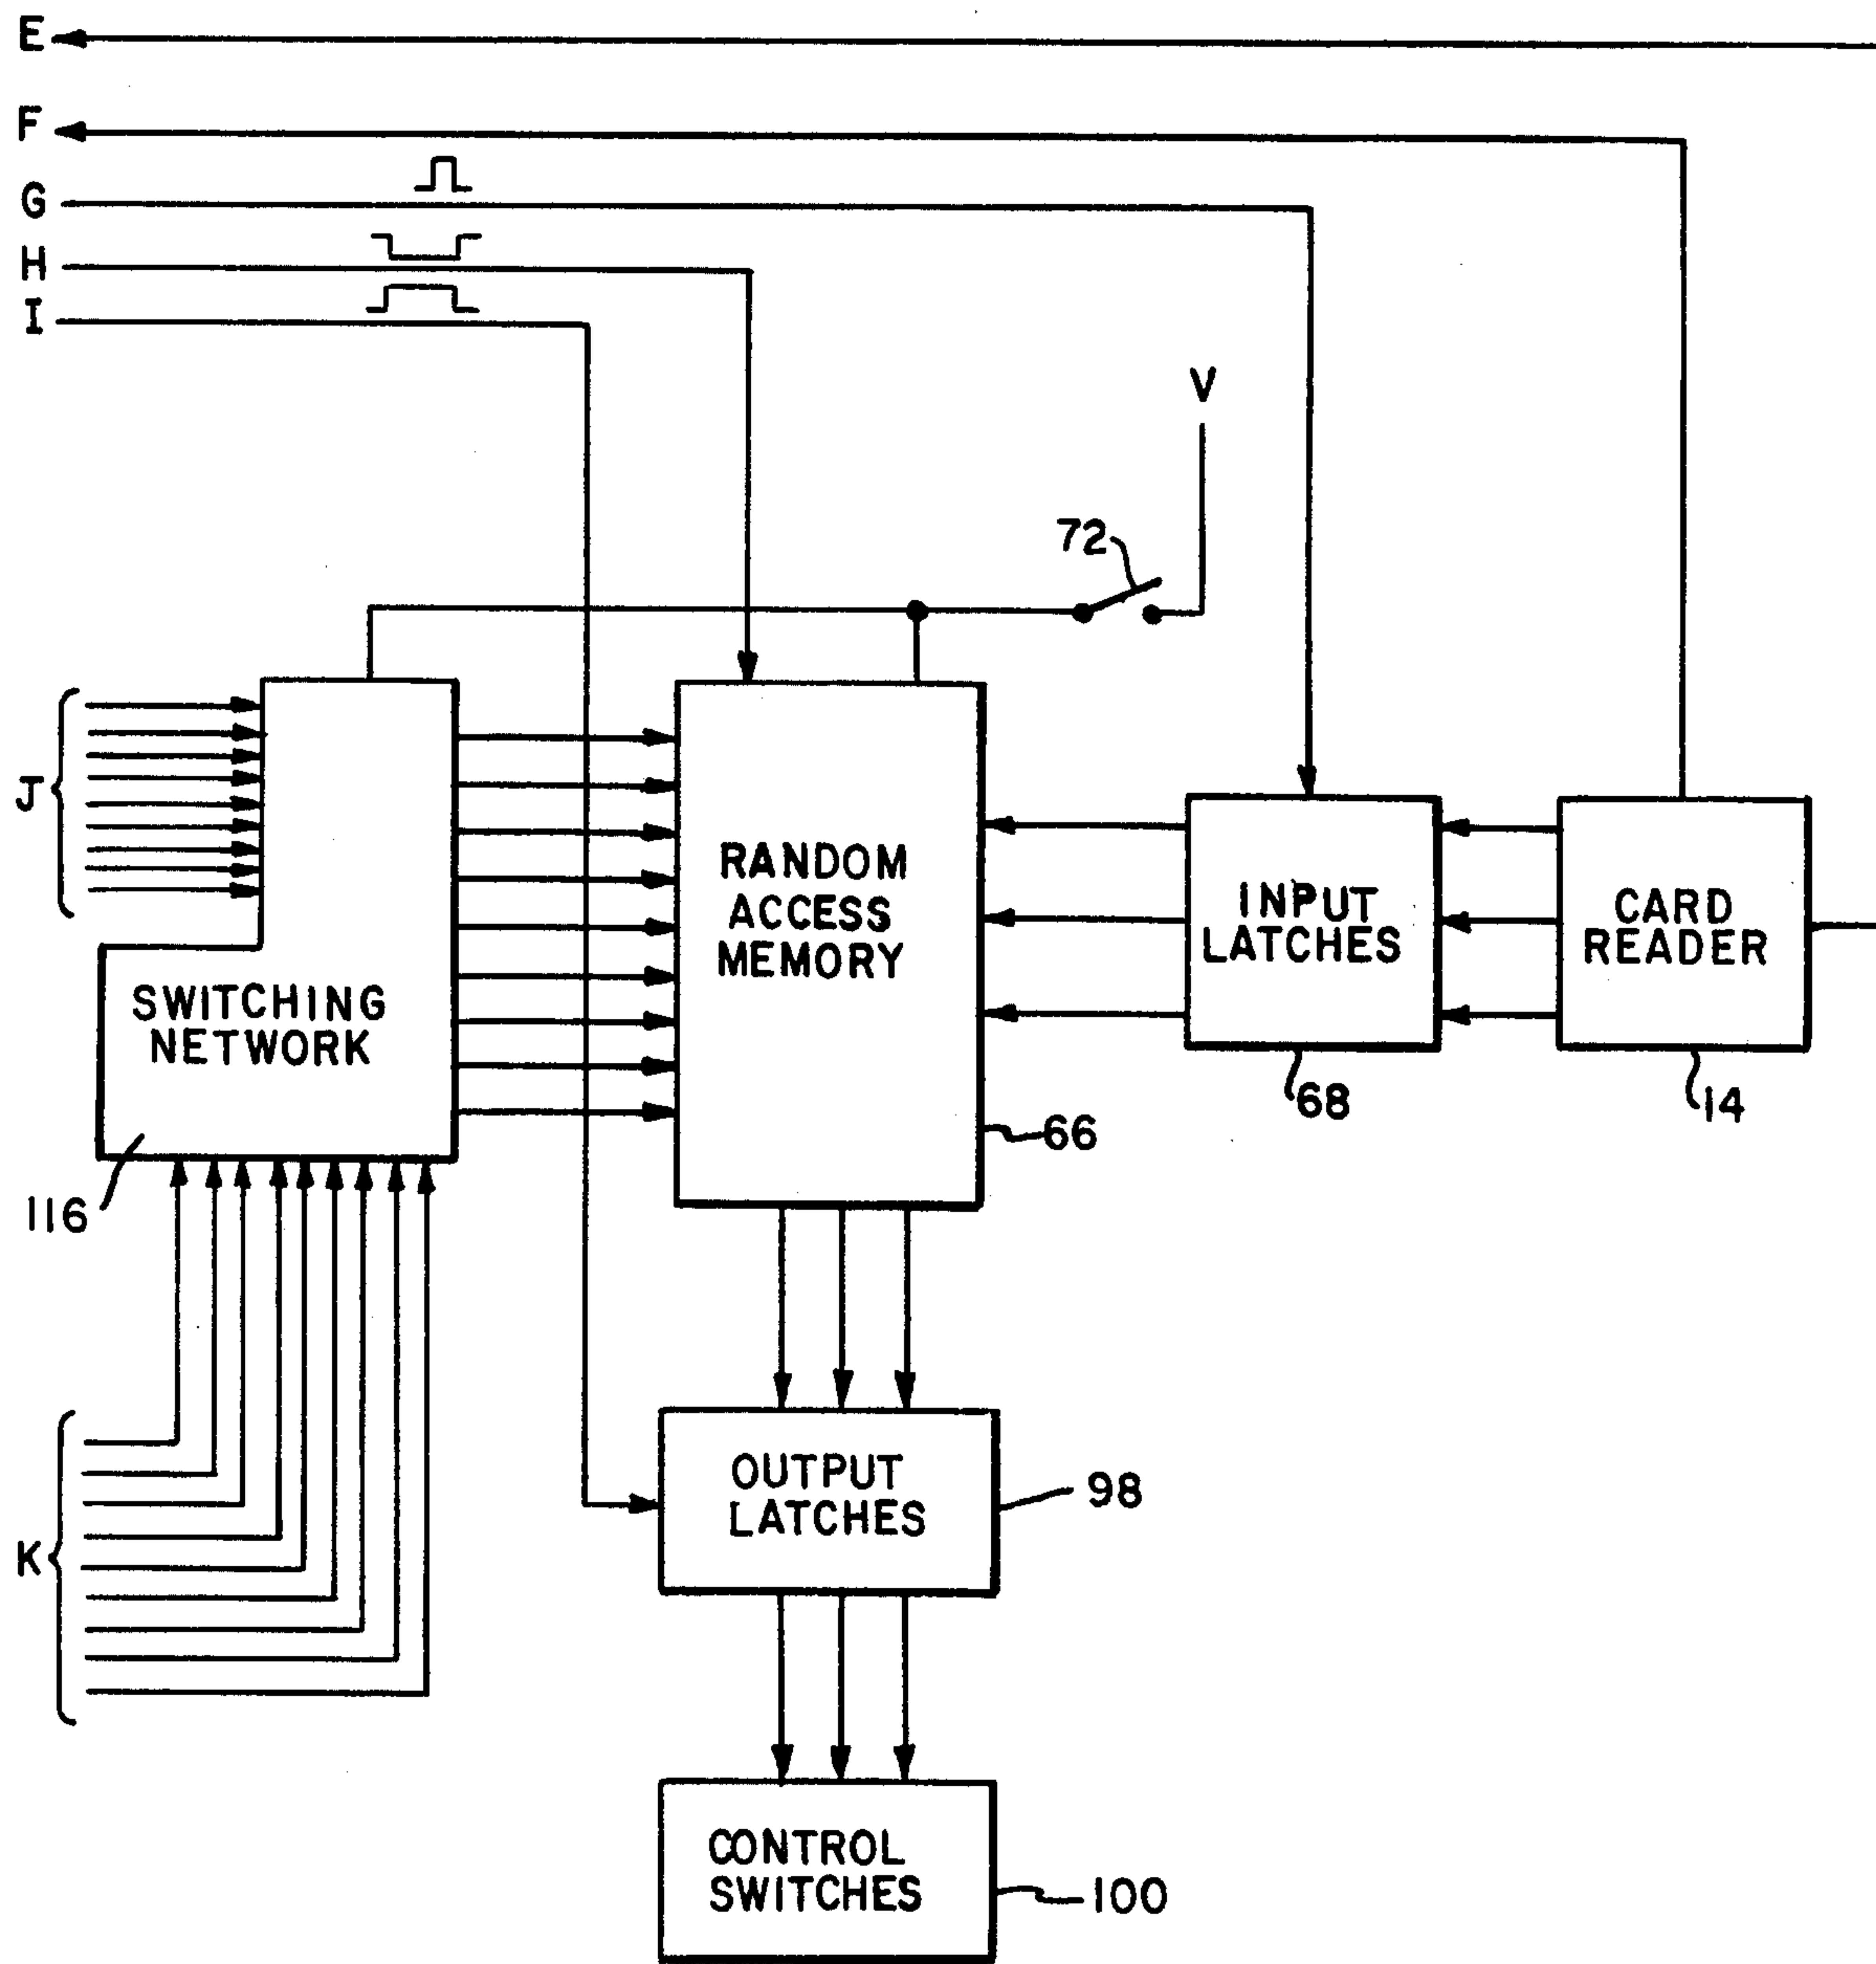 E
F
G
H
I
V
72
J
RANDOM
ACCESS
MEMORY
INPUT
LATCHES
CARD
READER
SWITCHING
NETWORK
68
14
66
116
OUTPUT
LATCHES
98
K
CONTROL
SWITCHES
100